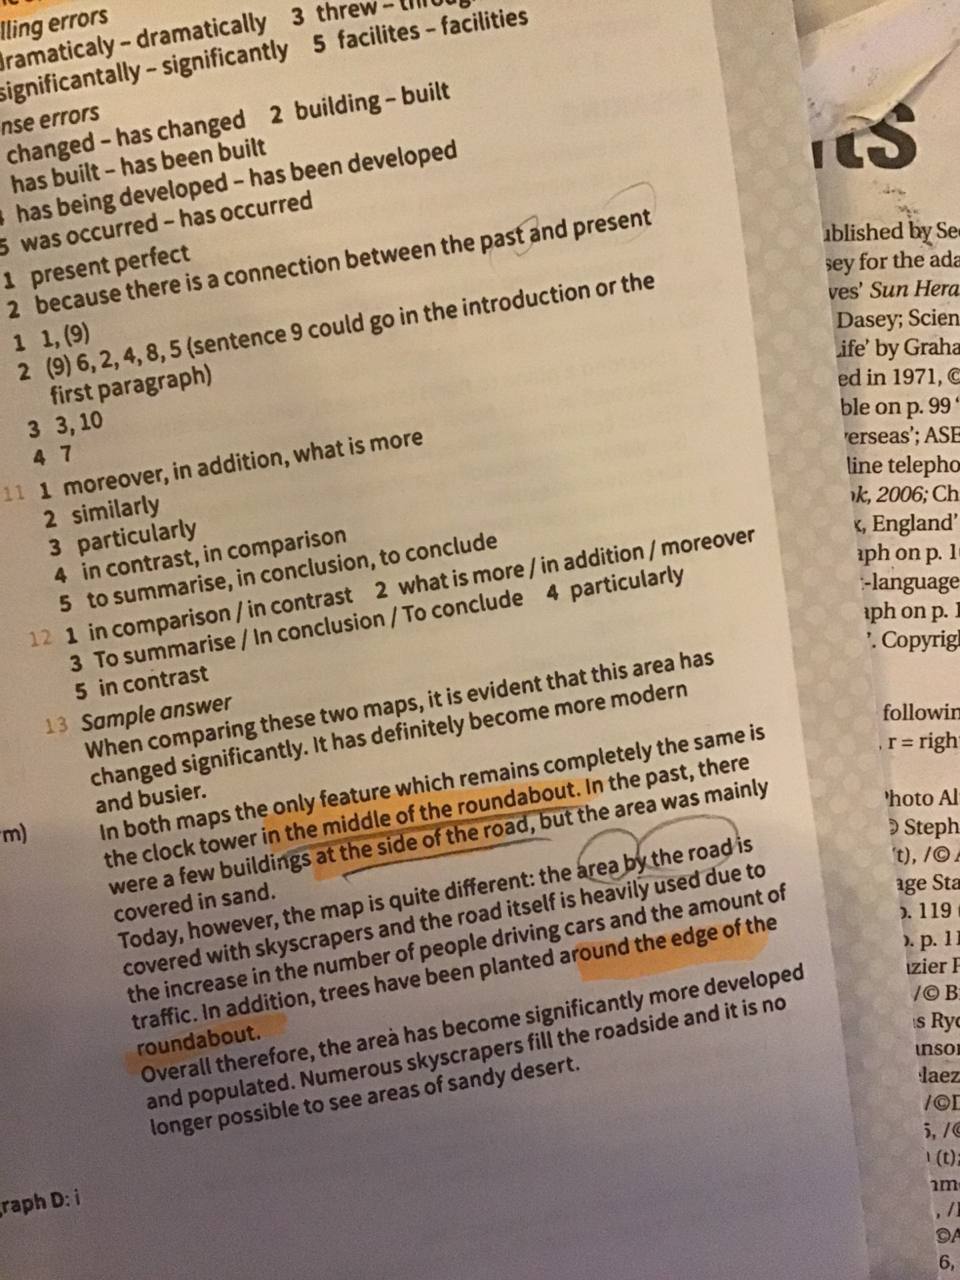 lling errors
dramaticaly – dramatically 3 threw –
significantally – significantly 5 facilites – facilities
nse errors
changed – has changed 2 building – built
has built – has been built
has being developed – has been developed
5 was occurred – has occurred
1 present perfect
2 because there is a connection between the past and present
1 1, (9)
2 (9) 6, 2, 4, 8, 5 (sentence 9 could go in the introduction or the
first paragraph)
3 3, 10
4 7
11 1 moreover, in addition, what is more
2 similarly
3 particularly
4 in contrast, in comparison
5 to summarise, in conclusion, to conclude
12 1 in comparison / in contrast 2 what is more / in addition / moreover
3 To summarise / In conclusion / To conclude 4 particularly
5 in contrast
13 Sample answer
When comparing these two maps, it is evident that this area has
changed significantly. It has definitely become more modern
and busier.
In both maps the only feature which remains completely the same is
the clock tower in the middle of the roundabout. In the past, there
were a few buildings at the side of the road, but the area was mainly
covered in sand.
Today, however, the map is quite different: the area by the road is
covered with skyscrapers and the road itself is heavily used due to
the increase in the number of people driving cars and the amount of
traffic. In addition, trees have been planted around the edge of the
roundabout.
Overall therefore, the area has become significantly more developed
and populated. Numerous skyscrapers fill the roadside and it is no
longer possible to see areas of sandy desert.
rm)
raph D: i
ts
ublished by Se
sey for the ada
ves' Sun Hera
Dasey; Scien
Life' by Graha
ed in 1971, ©
ble on p. 99 '
verseas'; ASE
line telepho
ok, 2006; Ch
x, England'
aph on p. 1
-language
aph on p. 1
'. Copyrigh
followin
, r = righ
Photo Al
© Steph
t), /©
age Sta
p. 119
p. p. 11
azier P
/© B
is Ryd
anson
elaez
/©D
5, /©
(t);
am
, /
©A
6,